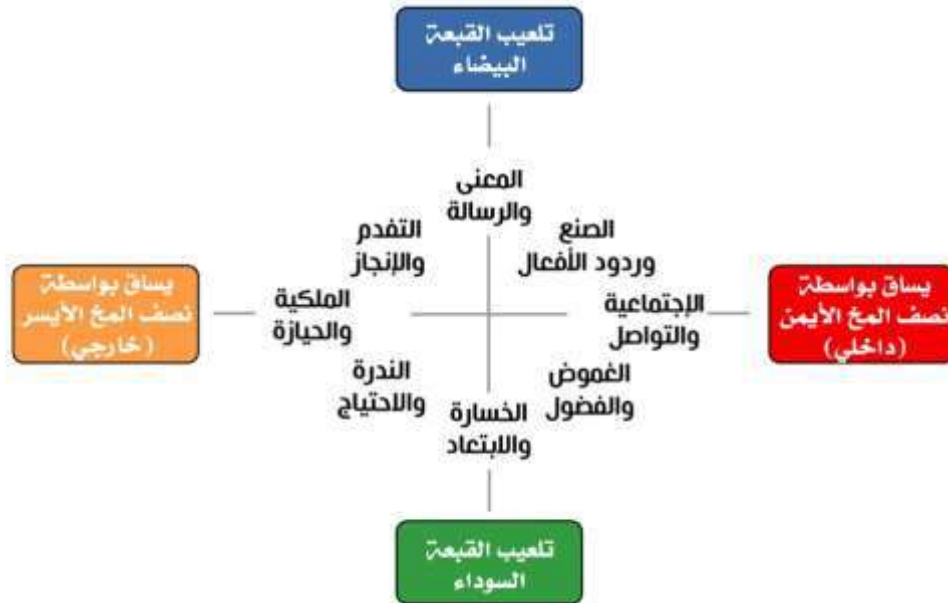 تلعيب القبعة
البيضاء
المعنى
والرسالة
الصنع
وردود الأفعال
التفدم
والإنجاز
يساق بواسطة
نصف المخ الأيمن
(داخلي)
الإجتماعية
والتواصل
الملكية
والحيازة
يساق بواسطة
نصف المخ الأيسر
(خارجي)
الغموض
والفضول
الندرة
والاحتياج
الخسارة
والابتعاد
تلعيب القبعة
السوداء